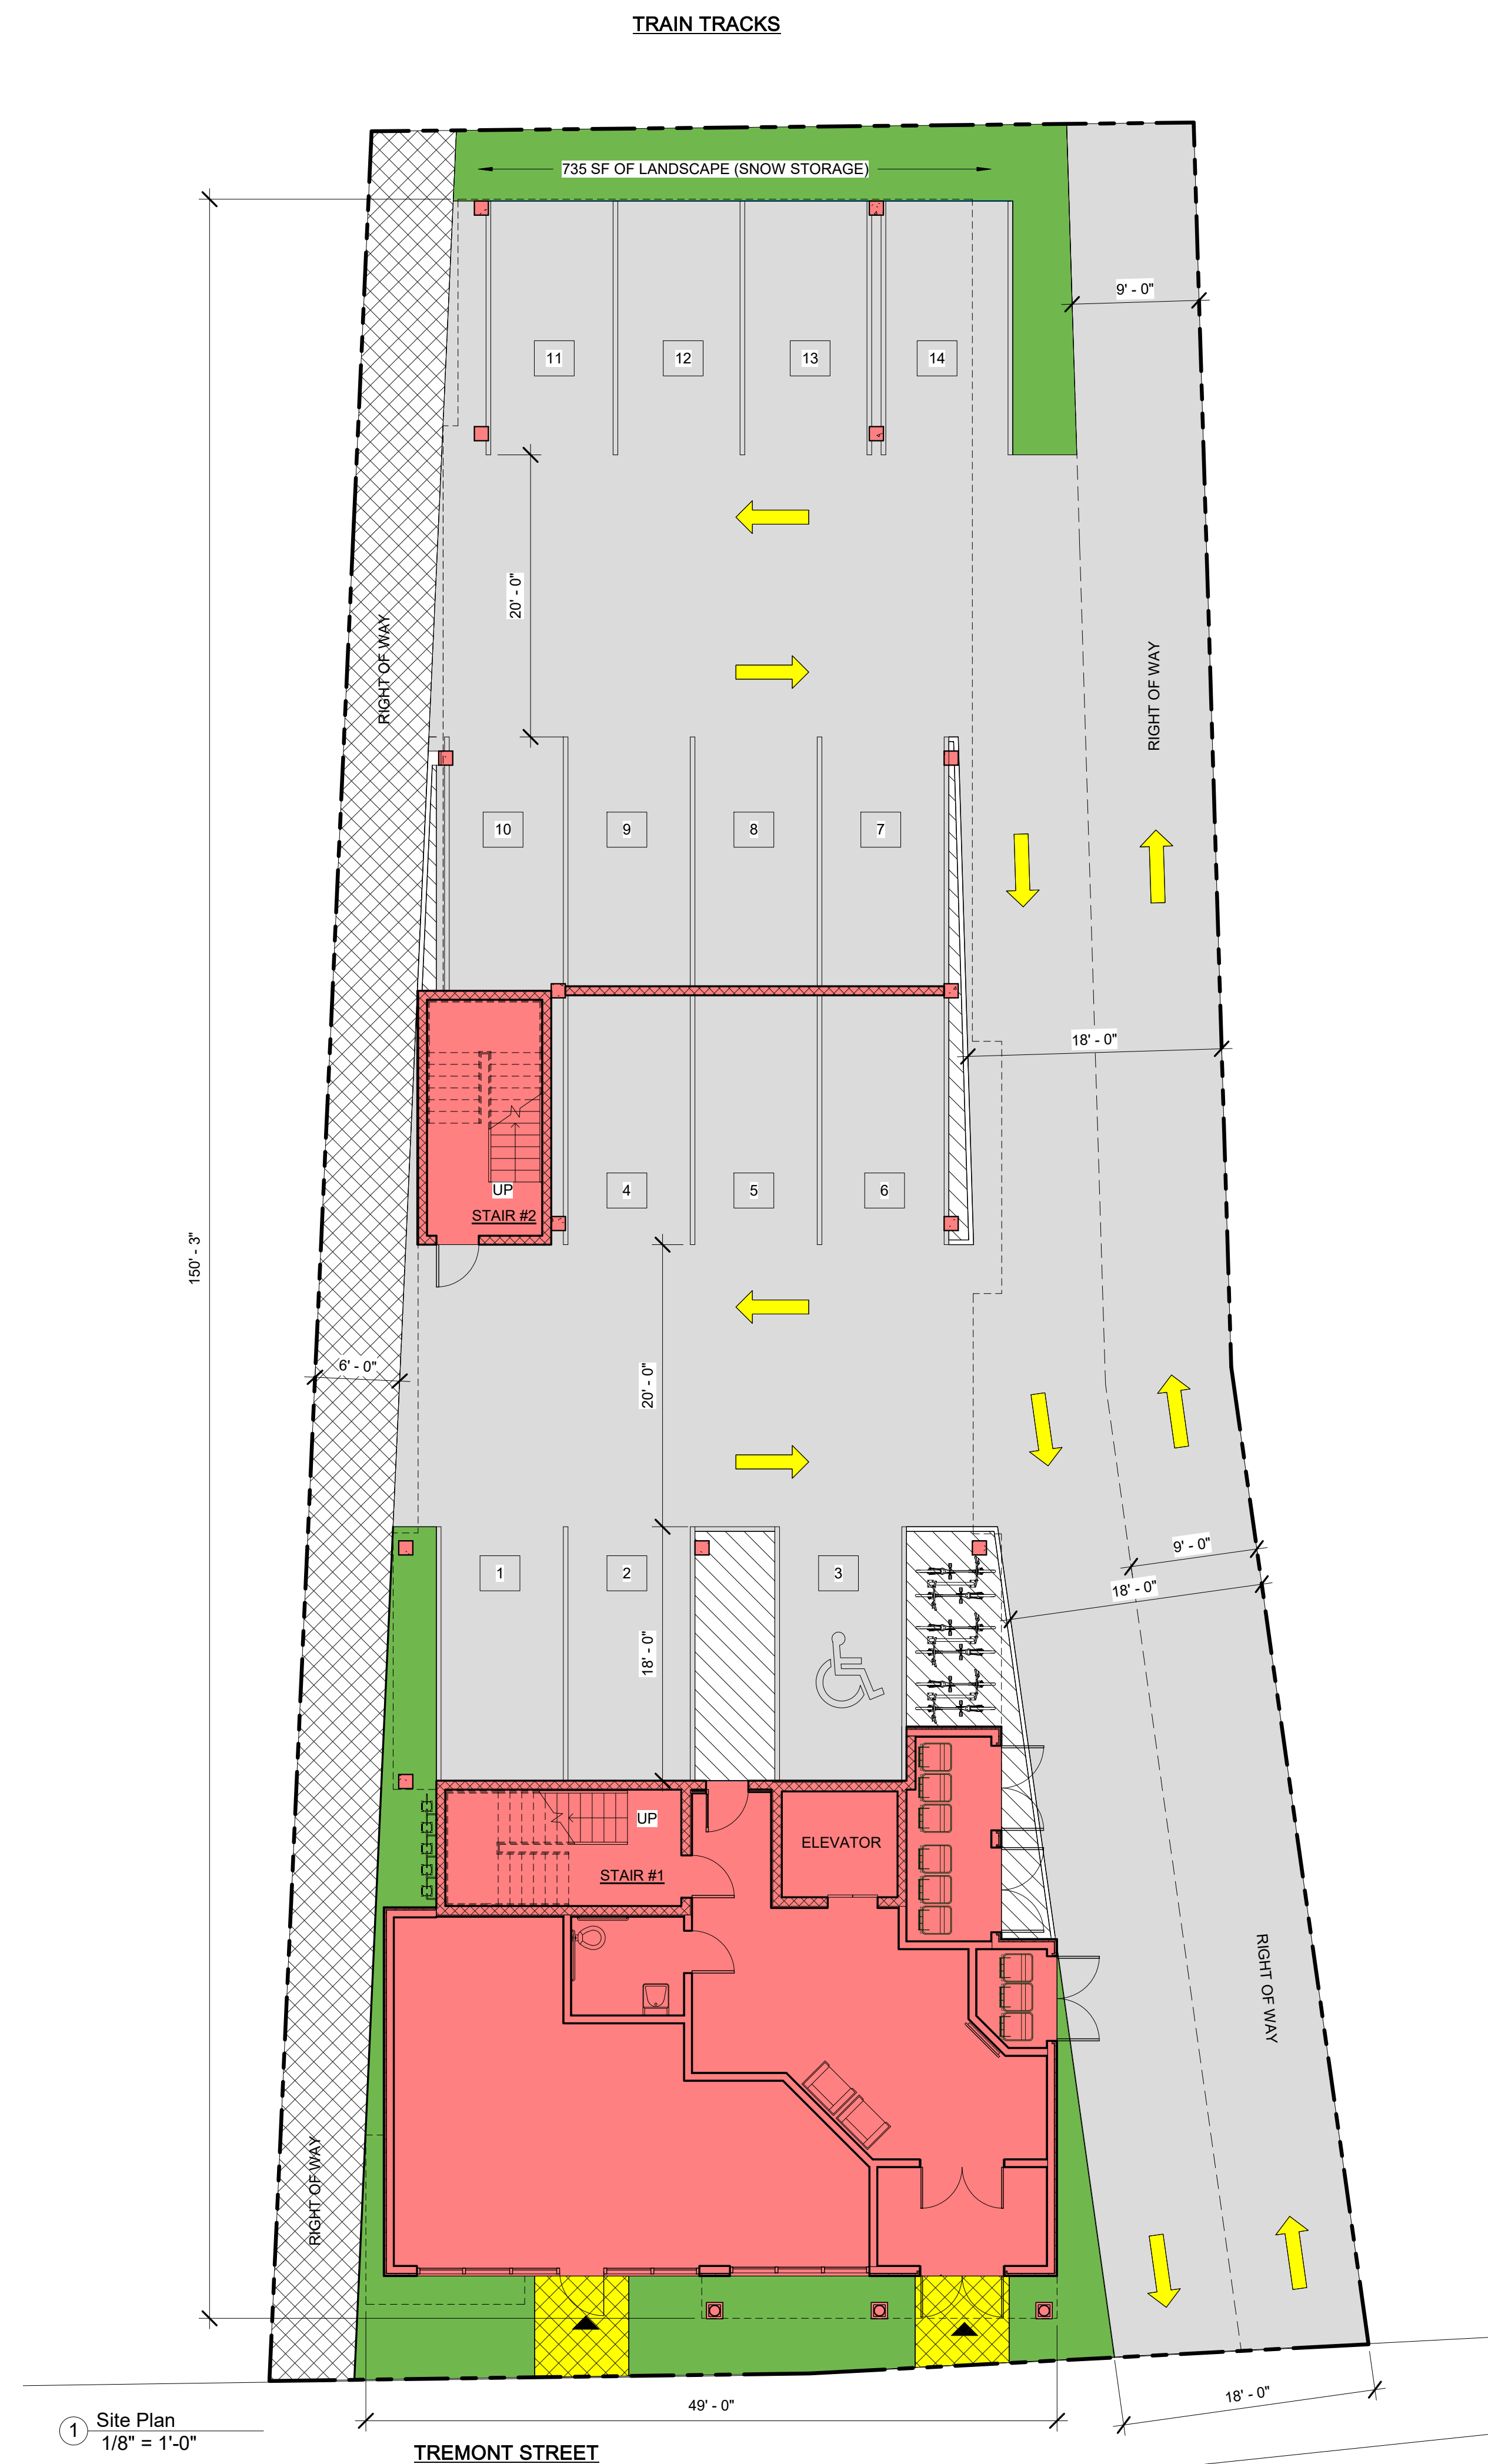 TRAIN TRACKS
735 SF OF LANDSCAPE (SNOW STORAGE)
9' - 0"
11
12
13
14
20' - 0"
RIGHT OF WAY
RIGHT OF WAY
10
9
8
7
18' - 0"
4
5
6
UP
STAIR #2
150' - 3"
6' - 0"
20' - 0"
9' - 0"
18' - 0"
1
2
3
18' - 0"
UP
ELEVATOR
STAIR #1
RIGHT OF WAY
RIGHT OF WAY
49' - 0"
18' - 0"
1
Site Plan
1/8" = 1'-0"
TREMONT STREET